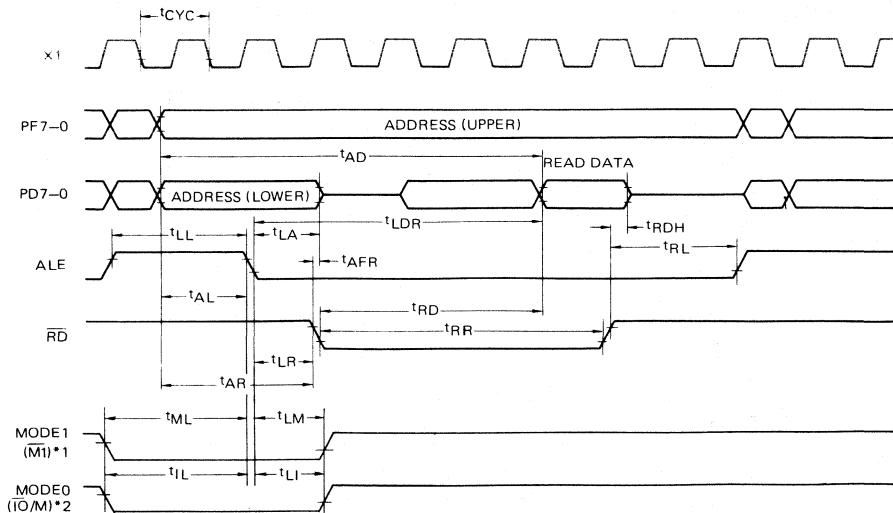 tCYC
X1
PF7–0
ADDRESS (UPPER)
tAD
READ DATA
PD7–0
ADDRESS (LOWER)
tLDR
tRDH
tLL
tLA
tRL
ALE
tAFR
tAL
tRD
tRR
RD
tLR
tAR
tML
tLM
MODE1
(M1)*1
tIL
tLI
MODE0
(IO/M)*2